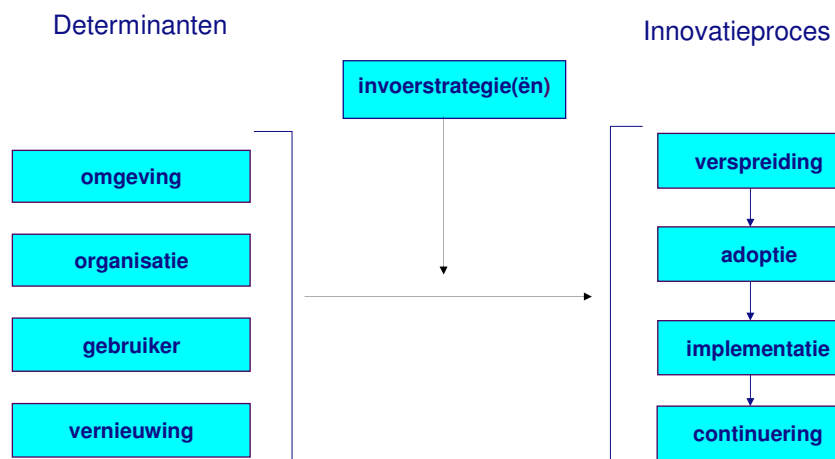 Determinanten
Innovatieproces
invoerstrategie(ën)
omgeving
organisatie
gebruiker
vernieuwing
verspreiding
adoptie
implementatie
continuering